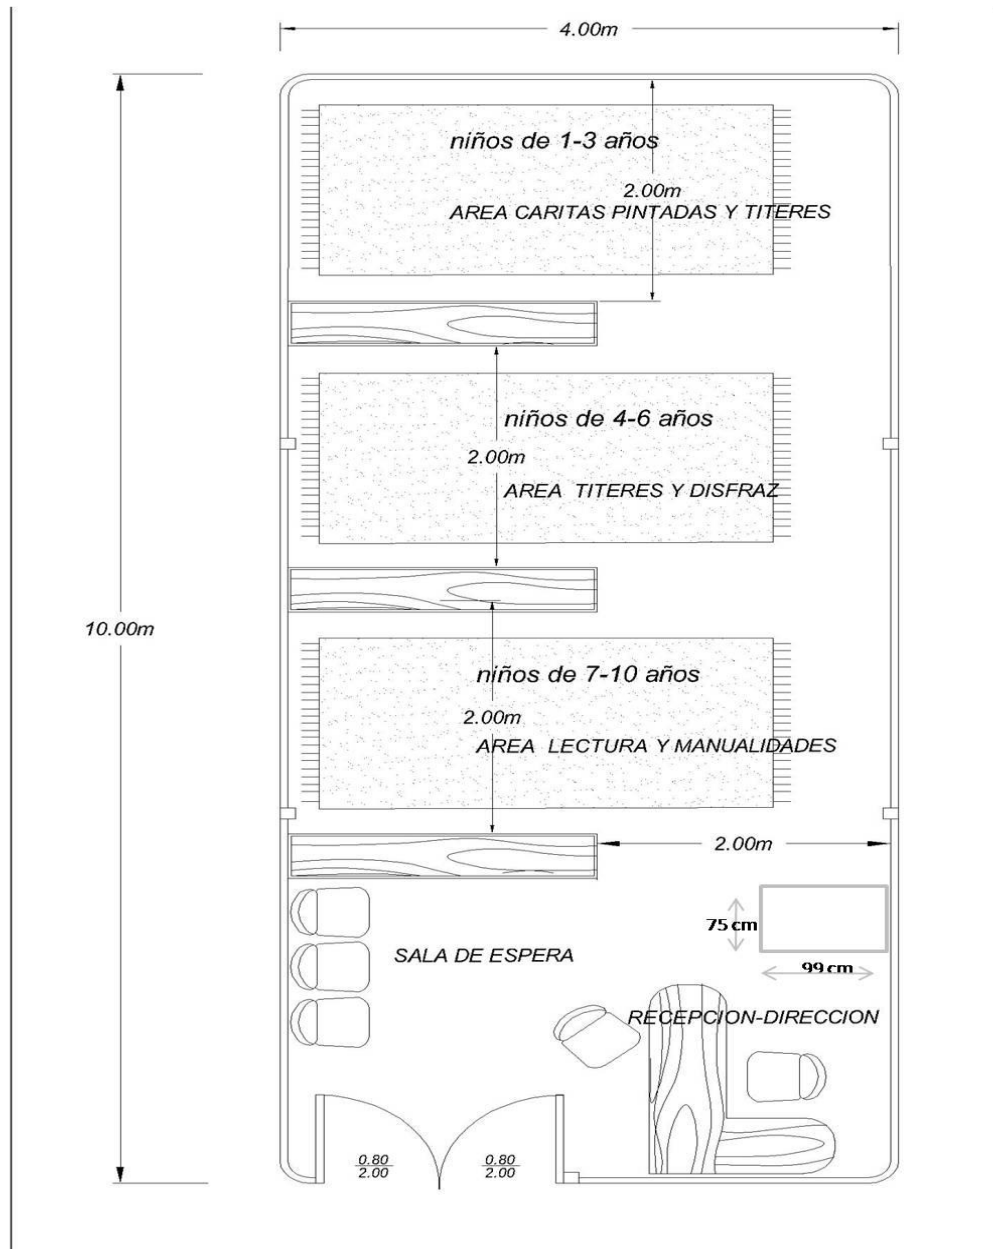 4.00m
niños de 1-3 años
2.00m
AREA CARITAS PINTADAS Y TITERES
niños de 4-6 años
2.00m
AREA TITERES Y DISFRAZ
10.00m
niños de 7-10 años
2.00m
AREA LECTURA Y MANUALIDADES
2.00m
75 cm
SALA DE ESPERA
99 cm
RECEPCION-DIRECCION
0.80
2.00
0.80
2.00